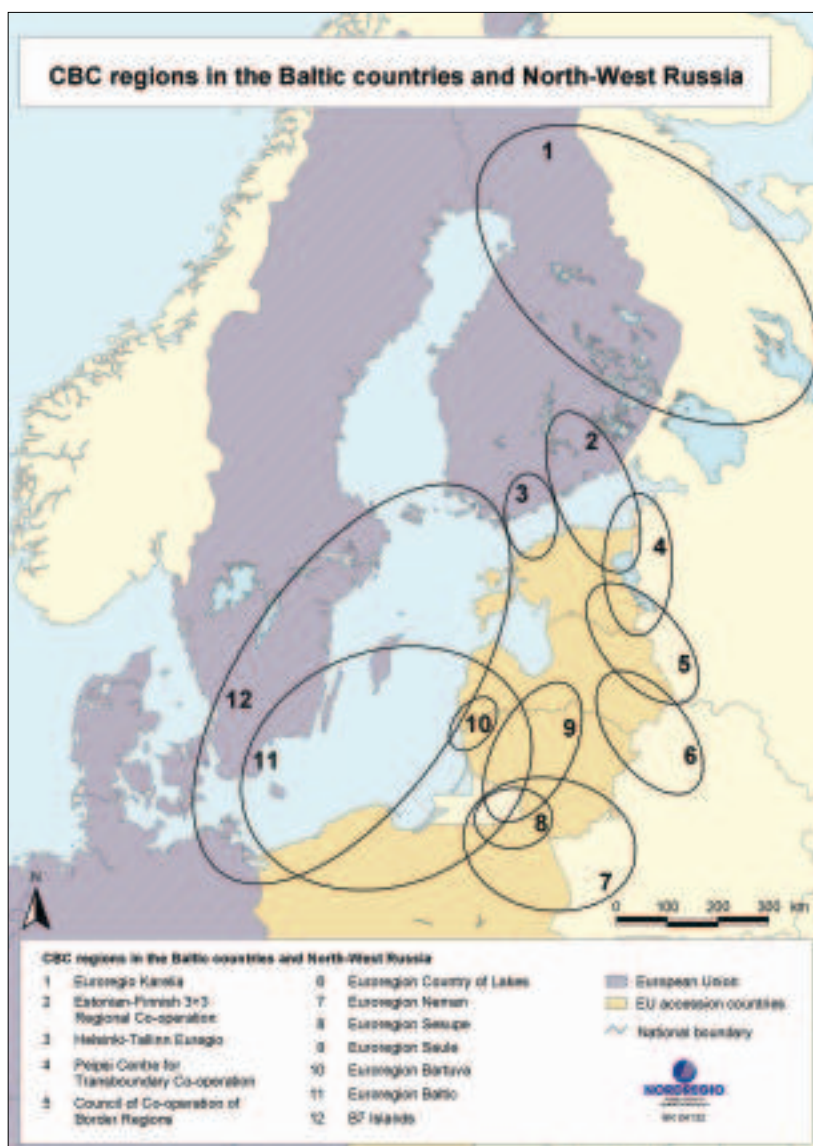 CBC regions in the Baltic countries and North-West Russia
1
2
3
4
5
6
7
8
9
10
11
12
N
0 100 200 300 km
CBC regions in the Baltic countries and North-West Russia
1 Euroregio Karelia
2 Estonian-Finnish 3+3
Regional Co-operation
3 Helsinki-Tallinn Euregio
4 Peipsi Centre for
Transboundary Co-operation
5 Council of Co-operation of
Border Regions
6 Euroregion Country of Lakes
7 Euroregion Neman
8 Euroregion Sesupe
9 Euroregion Saule
10 Euroregion Bartuva
11 Euroregion Baltic
12 B7 Islands
European Union
EU accession countries
National boundary
NORDREGIO